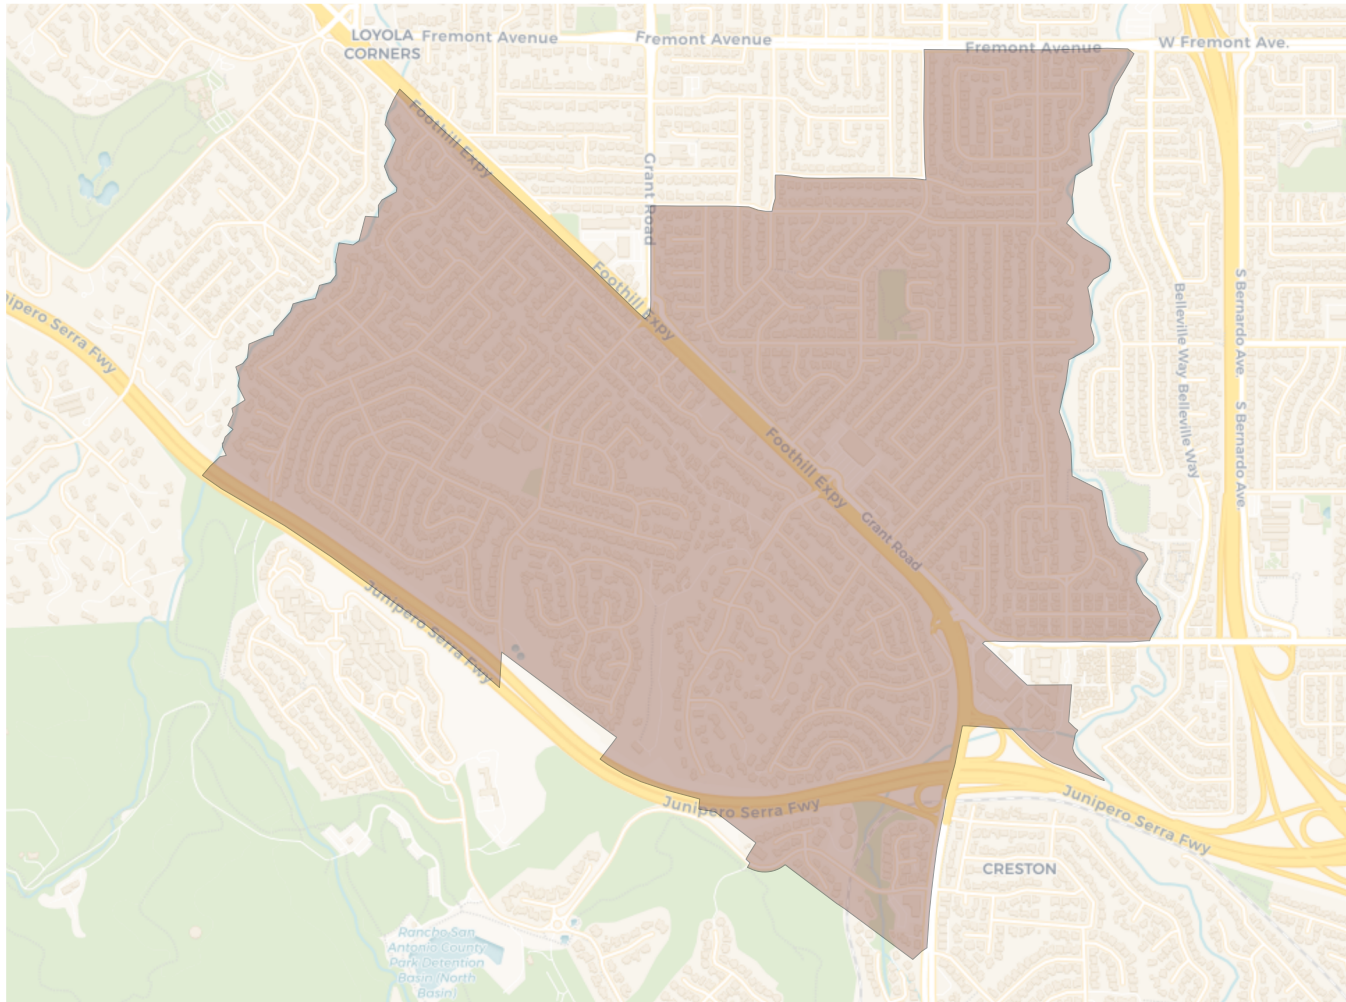 LOYOLA
CORNERS
Fremont Avenue
Fremont Avenue
Fremont Avenue
W Fremont Ave.
Foothill Expy
Grant Road
Foothill Expy
nipero Serra Fwy
Belleville Way
Belleville Way
S Bernardo Ave.
S Bernardo Ave.
Foothill Expy
Grant Road
Junipero Serra Fwy
Junipero Serra Fwy
Junipero Serra Fwy
CRESTON
Rancho San
Antonio County
Park Detention
Basin (North
Basin)